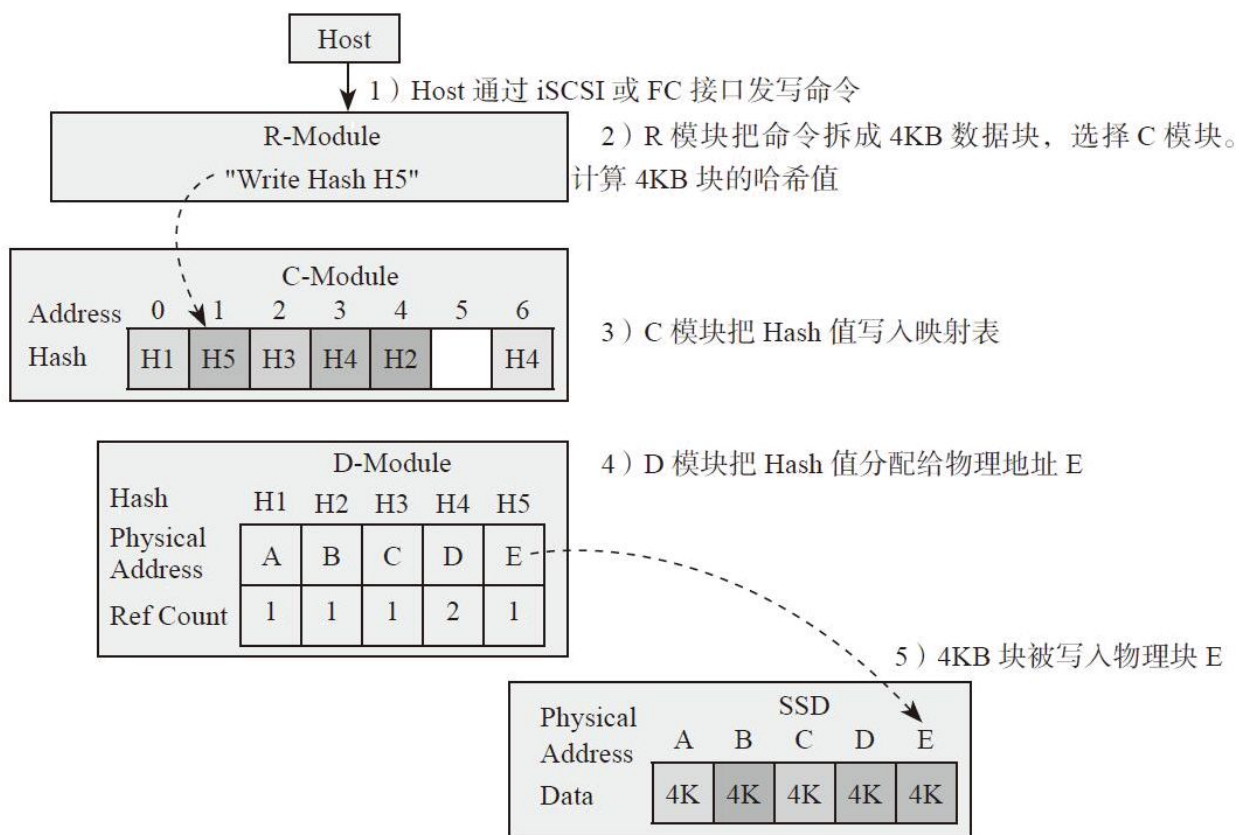 Host
1）Host 通过 iSCSI 或 FC 接口发写命令
R-Module
"Write Hash H5"
2）R 模块把命令拆成 4KB 数据块，选择 C 模块。
计算 4KB 块的哈希值
C-Module
Address 0 1 2 3 4 5 6
Hash H1 H5 H3 H4 H2 H4
3）C 模块把 Hash 值写入映射表
D-Module
Hash H1 H2 H3 H4 H5
Physical
Address A B C D E
Ref Count 1 1 1 2 1
4）D 模块把 Hash 值分配给物理地址 E
5）4KB 块被写入物理块 E
SSD
Physical
Address A B C D E
Data 4K 4K 4K 4K 4K